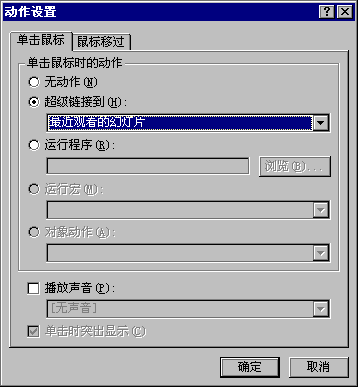 动作设置
单击鼠标 鼠标移过
单击鼠标时的动作
无动作(N)
超级链接到(H):
最近观看的幻灯片
运行程序(R):
浏览(B)...
运行宏(M):
对象动作(A):
播放声音(P):
[无声音]
单击时突出显示(C)
确定 取消